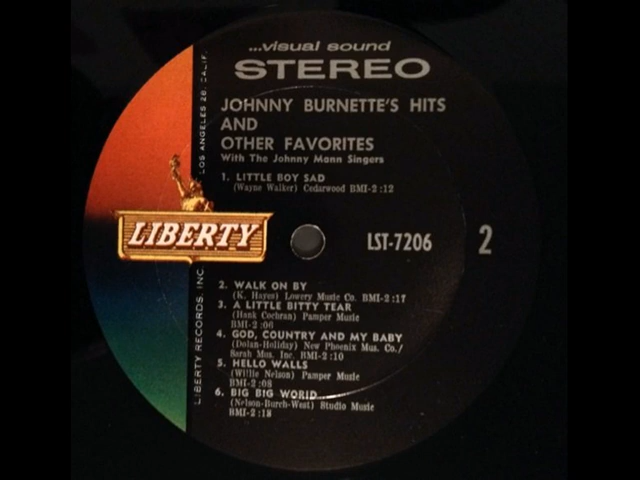 ...visual sound
STEREO
JOHNNY BURNETTE'S HITS
AND
OTHER FAVORITES
With The Johnny Mann Singers
1. LITTLE BOY SAD
(Wayne Walker) Cedarwood BMI-2:12
LIBERTY
LST-7206
2
2. WALK ON BY
(K. Hayes) Lowery Music Co. BMI-2:17
3. A LITTLE BITTY TEAR
(Hank Cochran) Pamper Music
BMI-2:06
4. GOD, COUNTRY AND MY BABY
(Dolan-Holiday) New Phoenix Mus. Co./
Sarah Mus. Inc. BMI-2:10
5. HELLO WALLS
(Willie Nelson) Pamper Music
BMI-2:08
6. BIG BIG WORLD
(Nelson-Burch-West) Studio Music
BMI-2:18
LIBERTY RECORDS, INC. LOS ANGELES 28, CALIF.